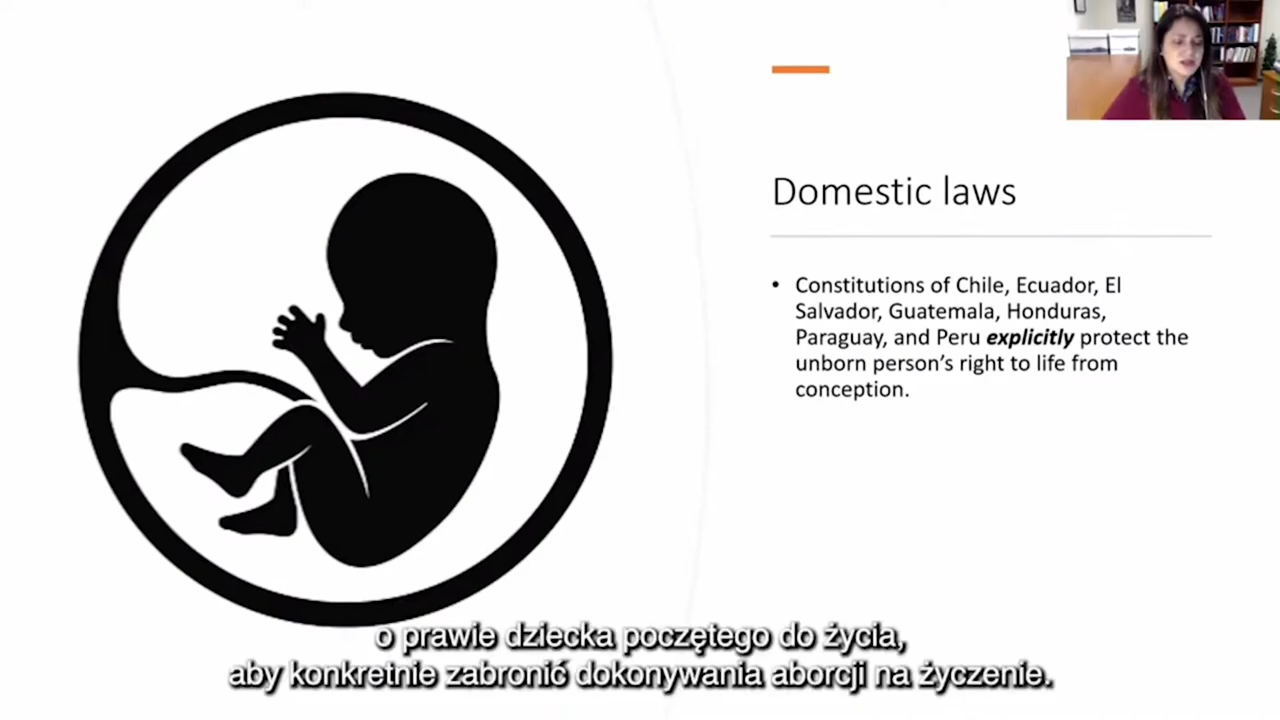 Domestic laws
• Constitutions of Chile, Ecuador, El
Salvador, Guatemala, Honduras,
Paraguay, and Peru explicitly protect the
unborn person’s right to life from
conception.
o prawie dziecka poczętego do życia,
aby konkretnie zabronić dokonywania aborcji na życzenie.